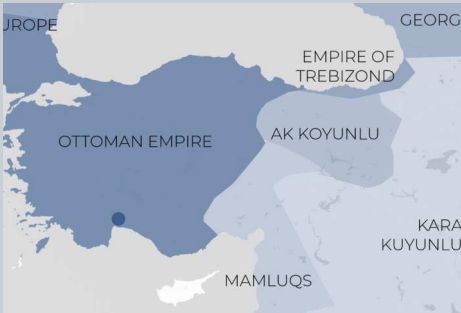 UROPE
GEORG
EMPIRE OF
TREBIZOND
OTTOMAN EMPIRE
AK KOYUNLU
KARA
KUYUNLU
MAMLUQS